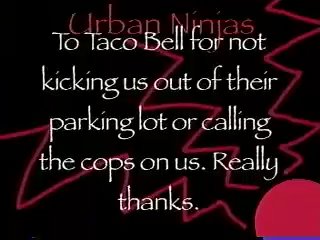 Urban Ninjas
To Taco Bell for not
kicking us out of their
parking lot or calling
the cops on us. Really
thanks.